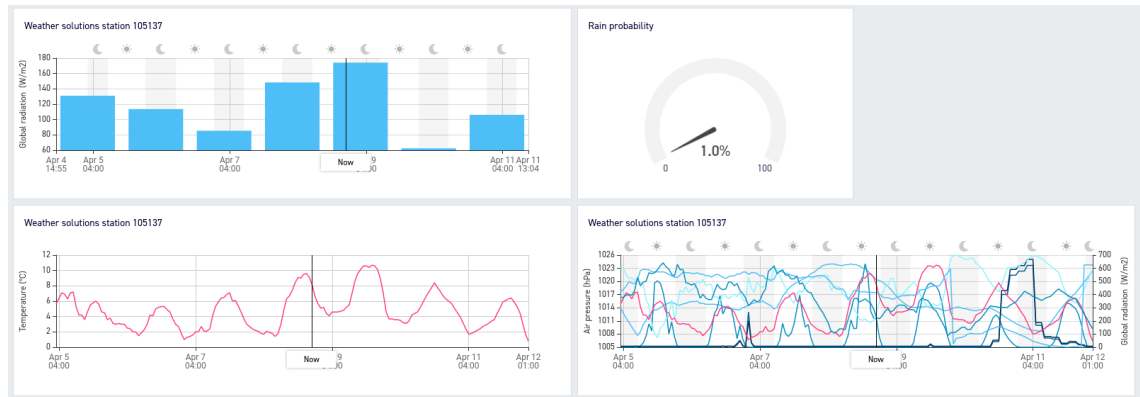 Weather solutions station 105137
Global radiation (W/m2)
180
160
140
120
100
80
60
Apr 4 Apr 5 Apr 7 9 Apr 11 Apr 11
14:55 04:00 04:00 04:00 13:04
Now
Rain probability
1.0%
0 100
Weather solutions station 105137
Temperature (°C)
12
10
8
6
4
2
0
Apr 5 Apr 7 9 Apr 11 Apr 12
04:00 04:00 04:00 01:00
Now
Weather solutions station 105137
Air pressure (hPa)
1026
1023
1020
1017
1014
1011
1008
1005
700
600
500
400
300
200
100
0
Global radiation (W/m2)
Apr 5 Apr 7 9 Apr 11 Apr 12
04:00 04:00 04:00 01:00
Now